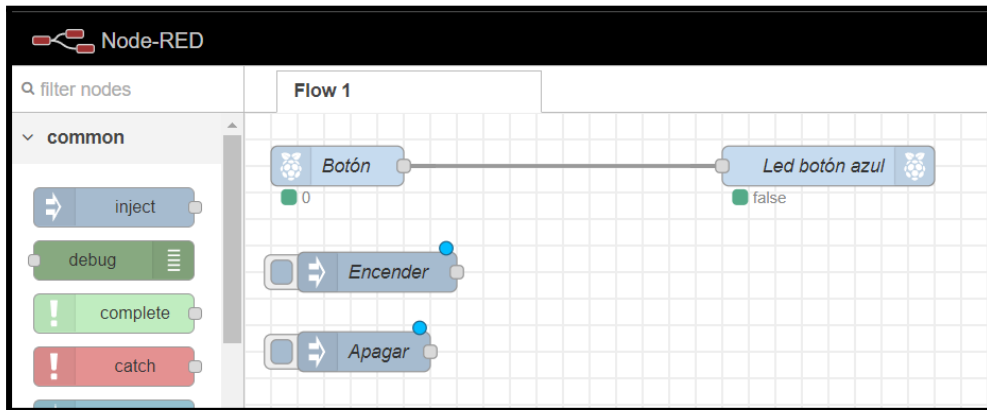 Node-RED
filter nodes
Flow 1
common
Botón
Led botón azul
0
false
inject
debug
Encender
complete
Apagar
catch